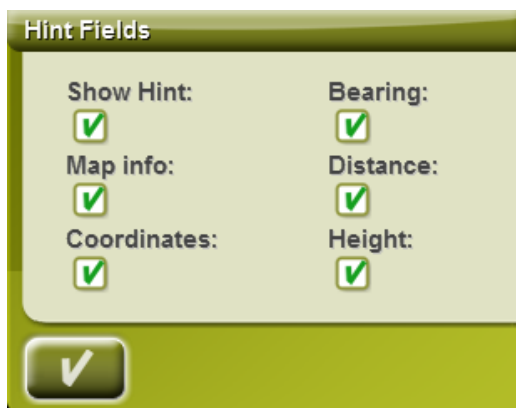 Hint Fields
Show Hint: Bearing:
Map info: Distance:
Coordinates: Height: